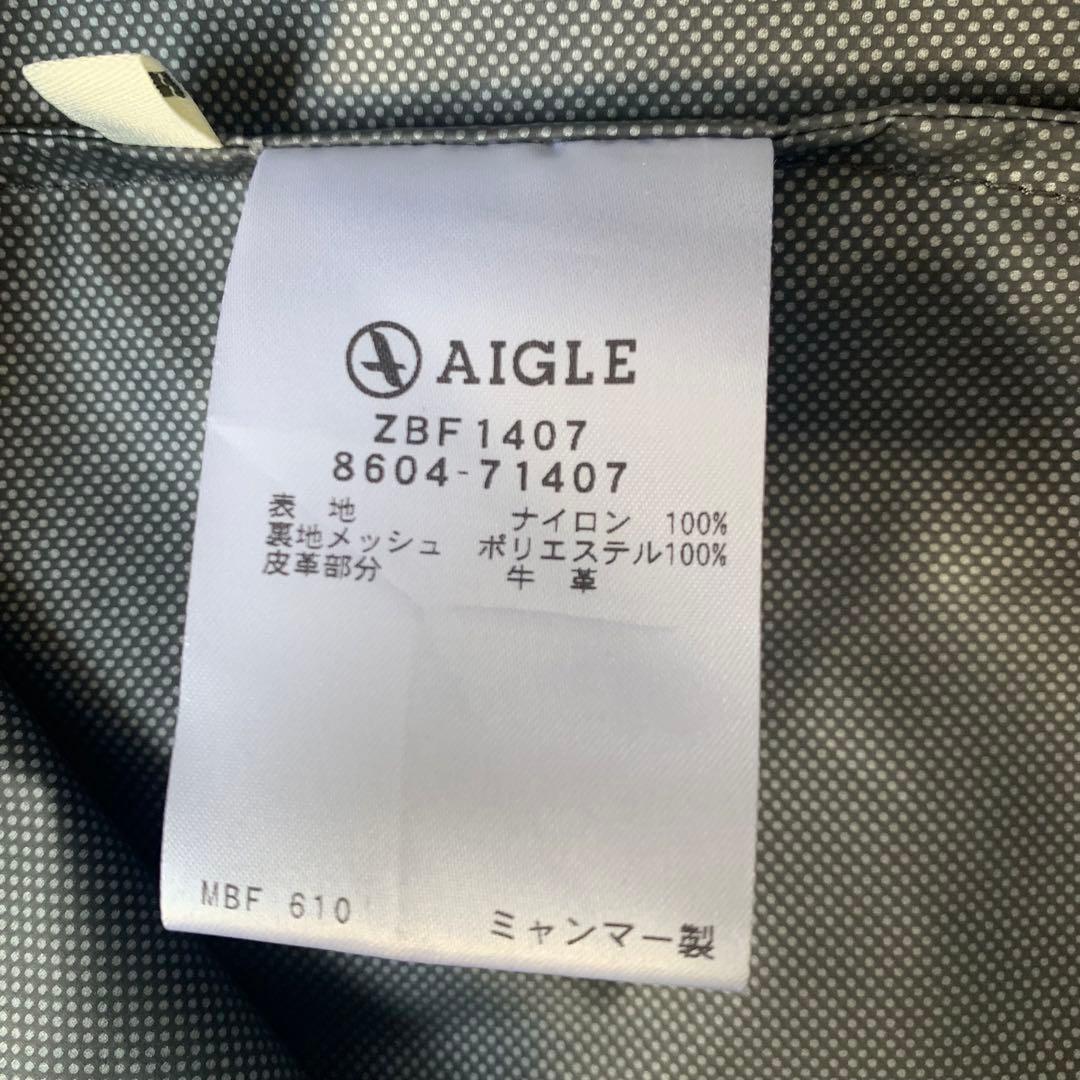 AIGLE
ZBF1407
8604-71407
表 地 ナイロン 100%
裏地メッシュ ポリエステル100%
皮革部分 牛 革
MBF 610
ミャンマー製